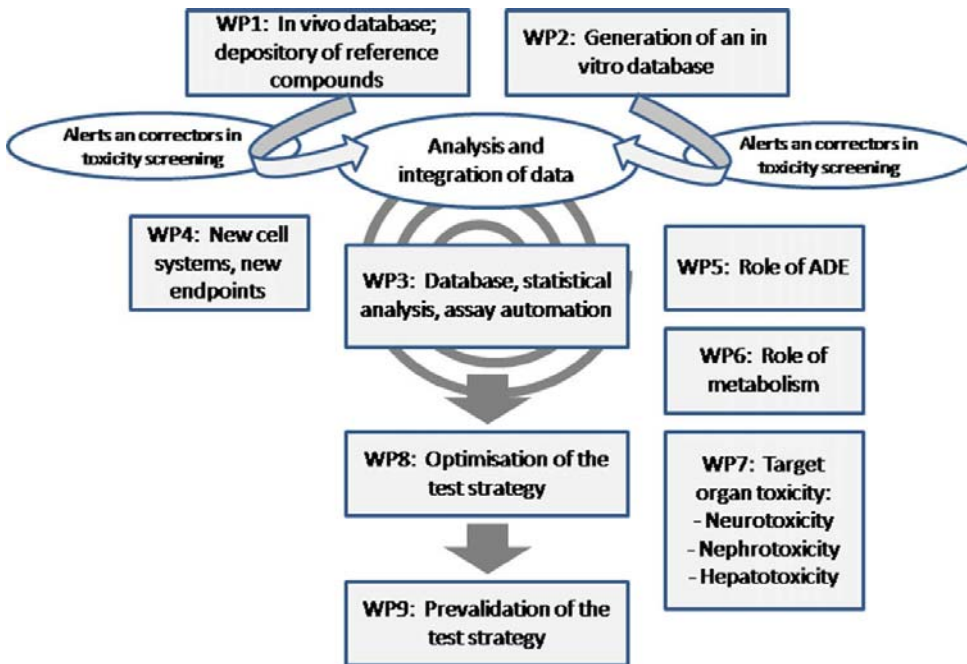 WP1: In vivo database;
depository of reference
compounds
WP2: Generation of an in
vitro database
Alerts an correctors in
toxicity screening
Analysis and
integration of data
Alerts an correctors in
toxicity screening
WP4: New cell
systems, new
endpoints
WP3: Database, statistical
analysis, assay automation
WP5: Role of ADE
WP6: Role of
metabolism
WP8: Optimisation of the
test strategy
WP7: Target
organ toxicity:
- Neurotoxicity
- Nephrotoxicity
- Hepatotoxicity
WP9: Prevalidation of the
test strategy